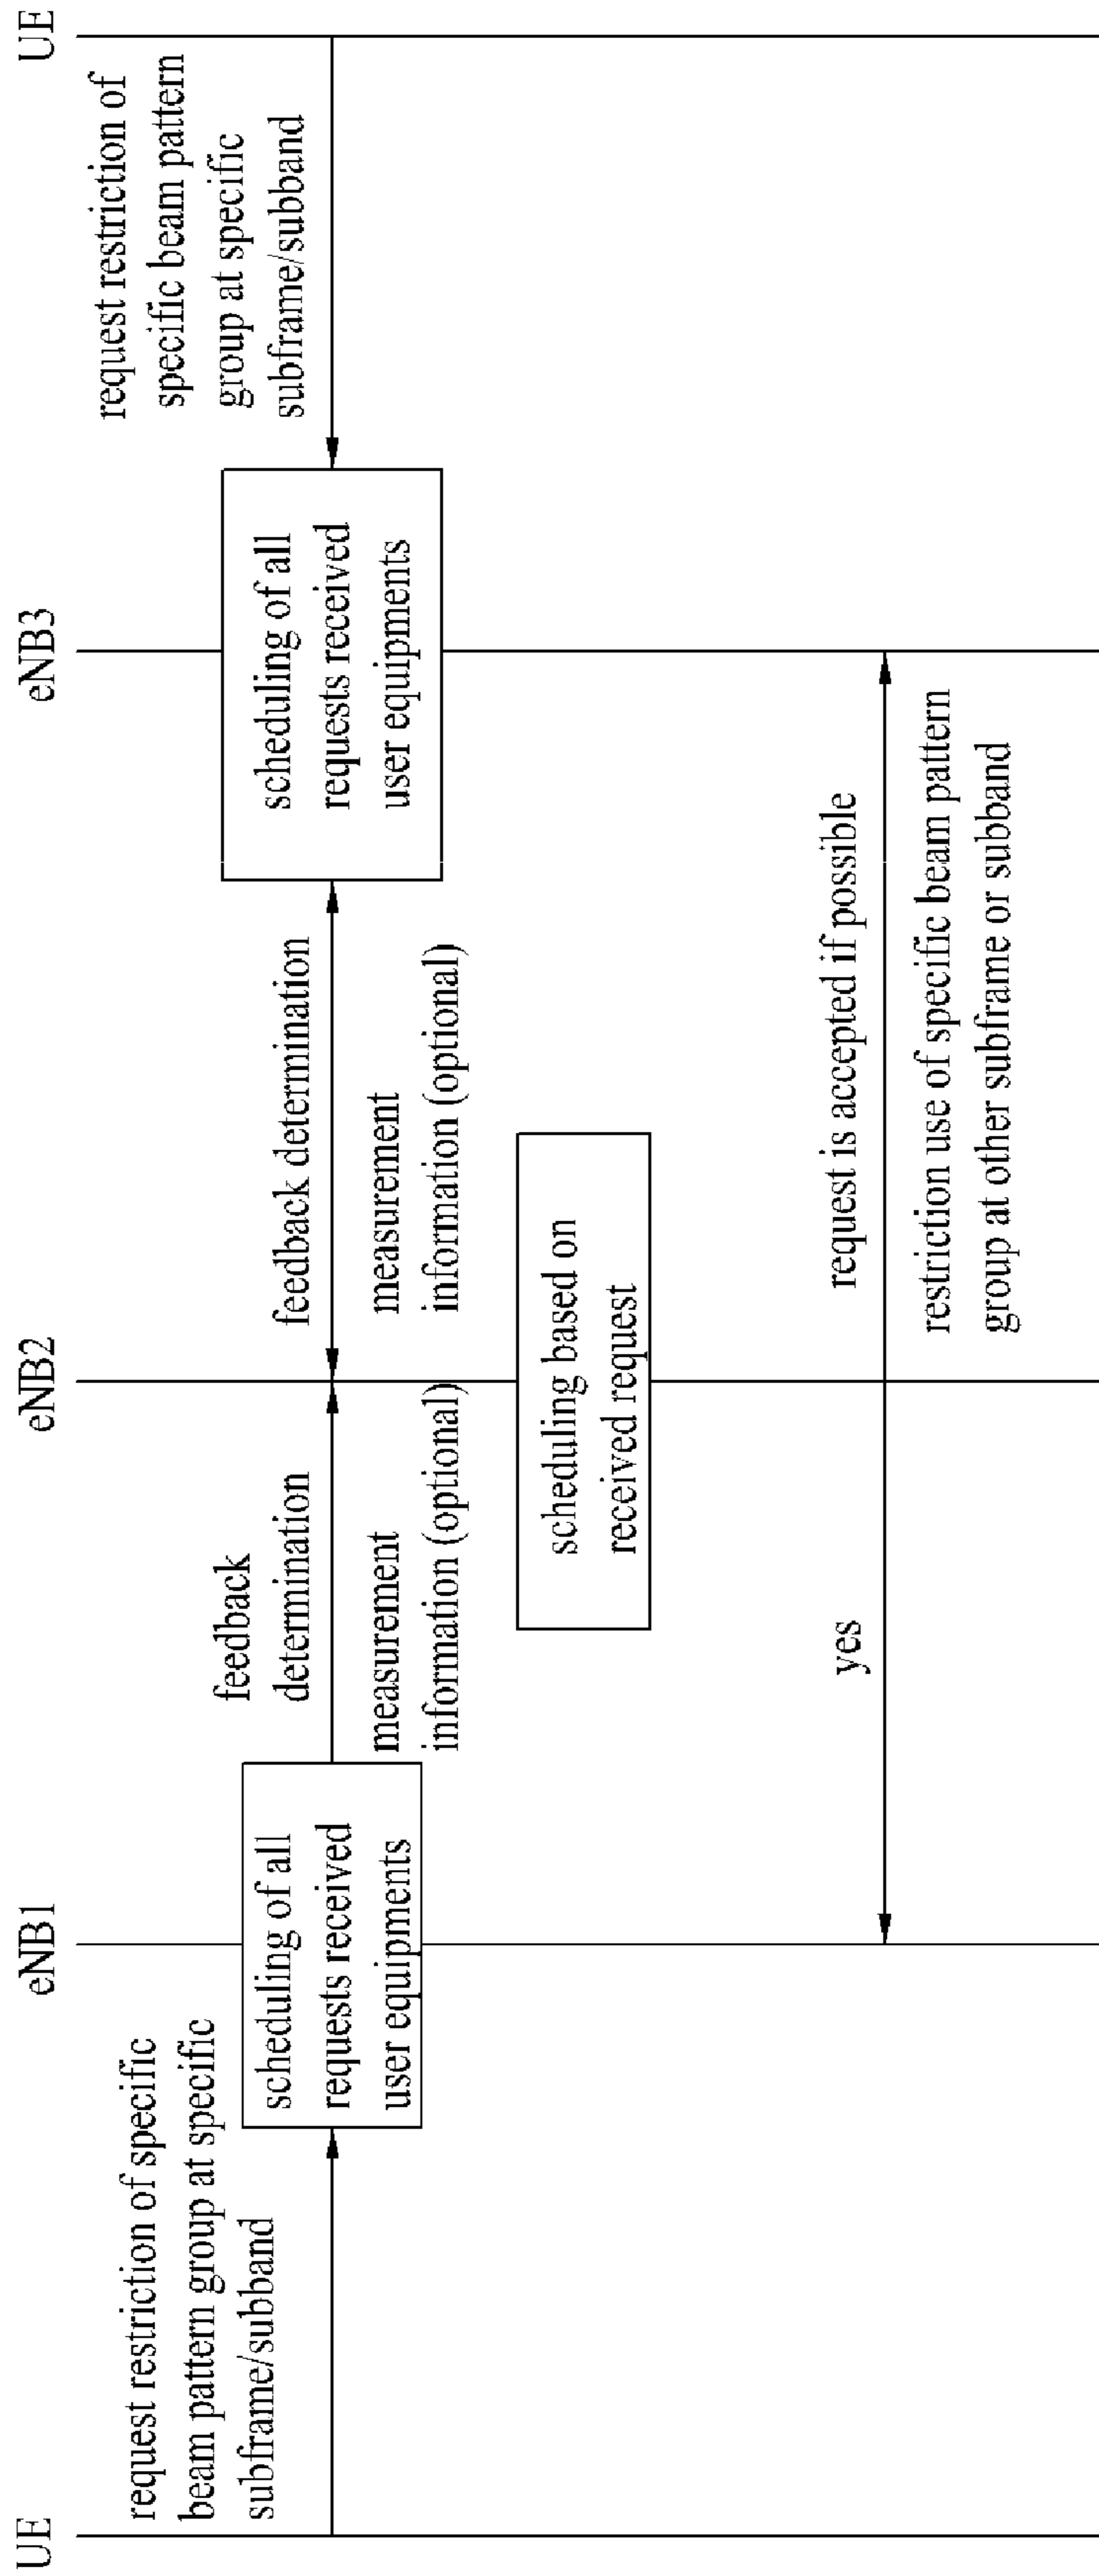 UE
eNB1
eNB2
eNB3
UE
request restriction of specific
beam pattern group at specific
subframe/subband
scheduling of all
requests received
user equipments
feedback
determination
measurement
information (optional)
feedback determination
measurement
information (optional)
scheduling of all
requests received
user equipments
request restriction of
specific beam pattern
group at specific
subframe/subband
scheduling based on
received request
yes
request is accepted if possible
restriction use of specific beam pattern
group at other subframe or subband